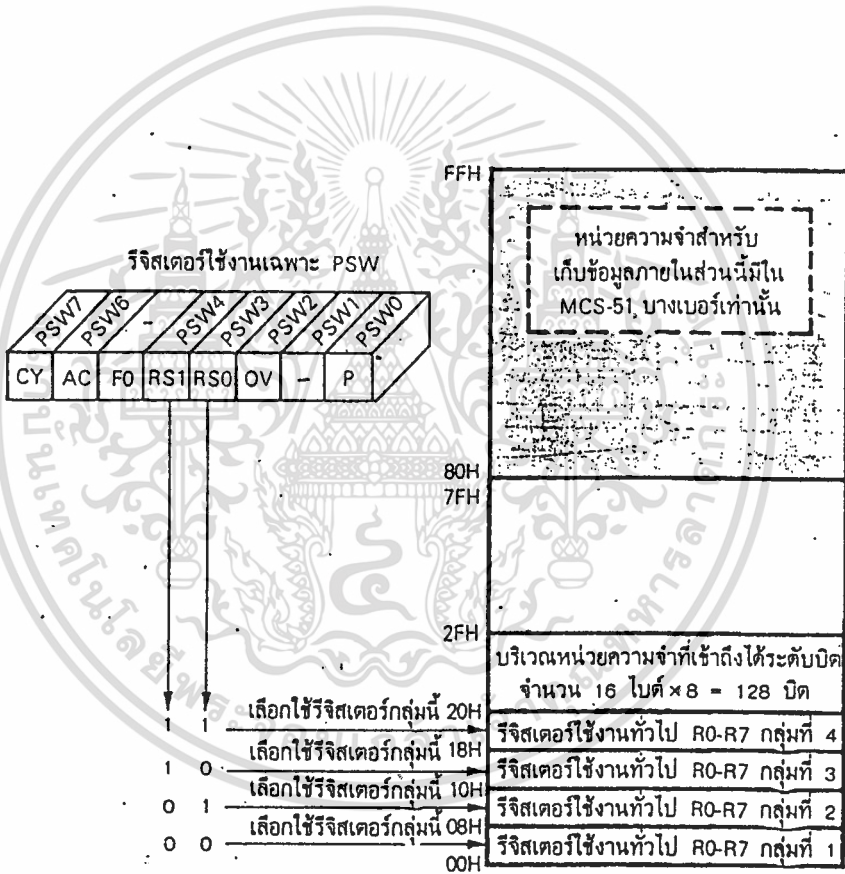 FFH
หน่วยความจำสำหรับ
เก็บข้อมูลภายในส่วนนี้มีใน
MCS-51 บางเบอร์เท่านั้น
รีจิสเตอร์ใช้งานเฉพาะ PSW
PSW7 PSW6 - PSW4 PSW3 PSW2 PSW1 PSW0
CY AC F0 RS1 RS0 OV - P
80H
7FH
2FH
บริเวณหน่วยความจำที่เข้าถึงได้ระดับบิต
จำนวน 16 ไบต์ × 8 = 128 บิต
เลือกใช้รีจิสเตอร์กลุ่มนี้ 20H
1 1 รีจิสเตอร์ใช้งานทั่วไป R0-R7 กลุ่มที่ 4
เลือกใช้รีจิสเตอร์กลุ่มนี้ 18H
1 0 รีจิสเตอร์ใช้งานทั่วไป R0-R7 กลุ่มที่ 3
เลือกใช้รีจิสเตอร์กลุ่มนี้ 10H
0 1 รีจิสเตอร์ใช้งานทั่วไป R0-R7 กลุ่มที่ 2
เลือกใช้รีจิสเตอร์กลุ่มนี้ 08H
0 0 รีจิสเตอร์ใช้งานทั่วไป R0-R7 กลุ่มที่ 1
00H